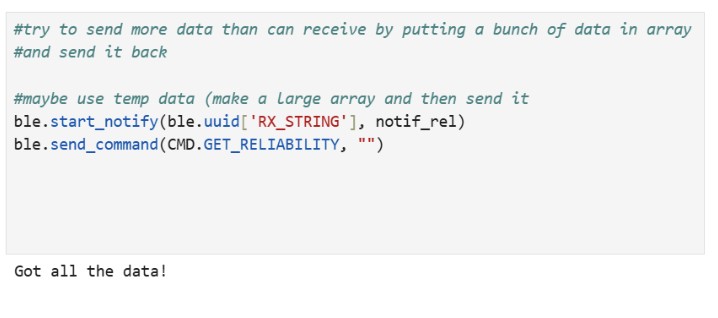 #try to send more data than can receive by putting a bunch of data in array
#and send it back
#maybe use temp data (make a large array and then send it
ble.start_notify(ble.uuid['RX_STRING'], notif_rel)
ble.send_command(CMD.GET_RELIABILITY, "")
Got all the data!